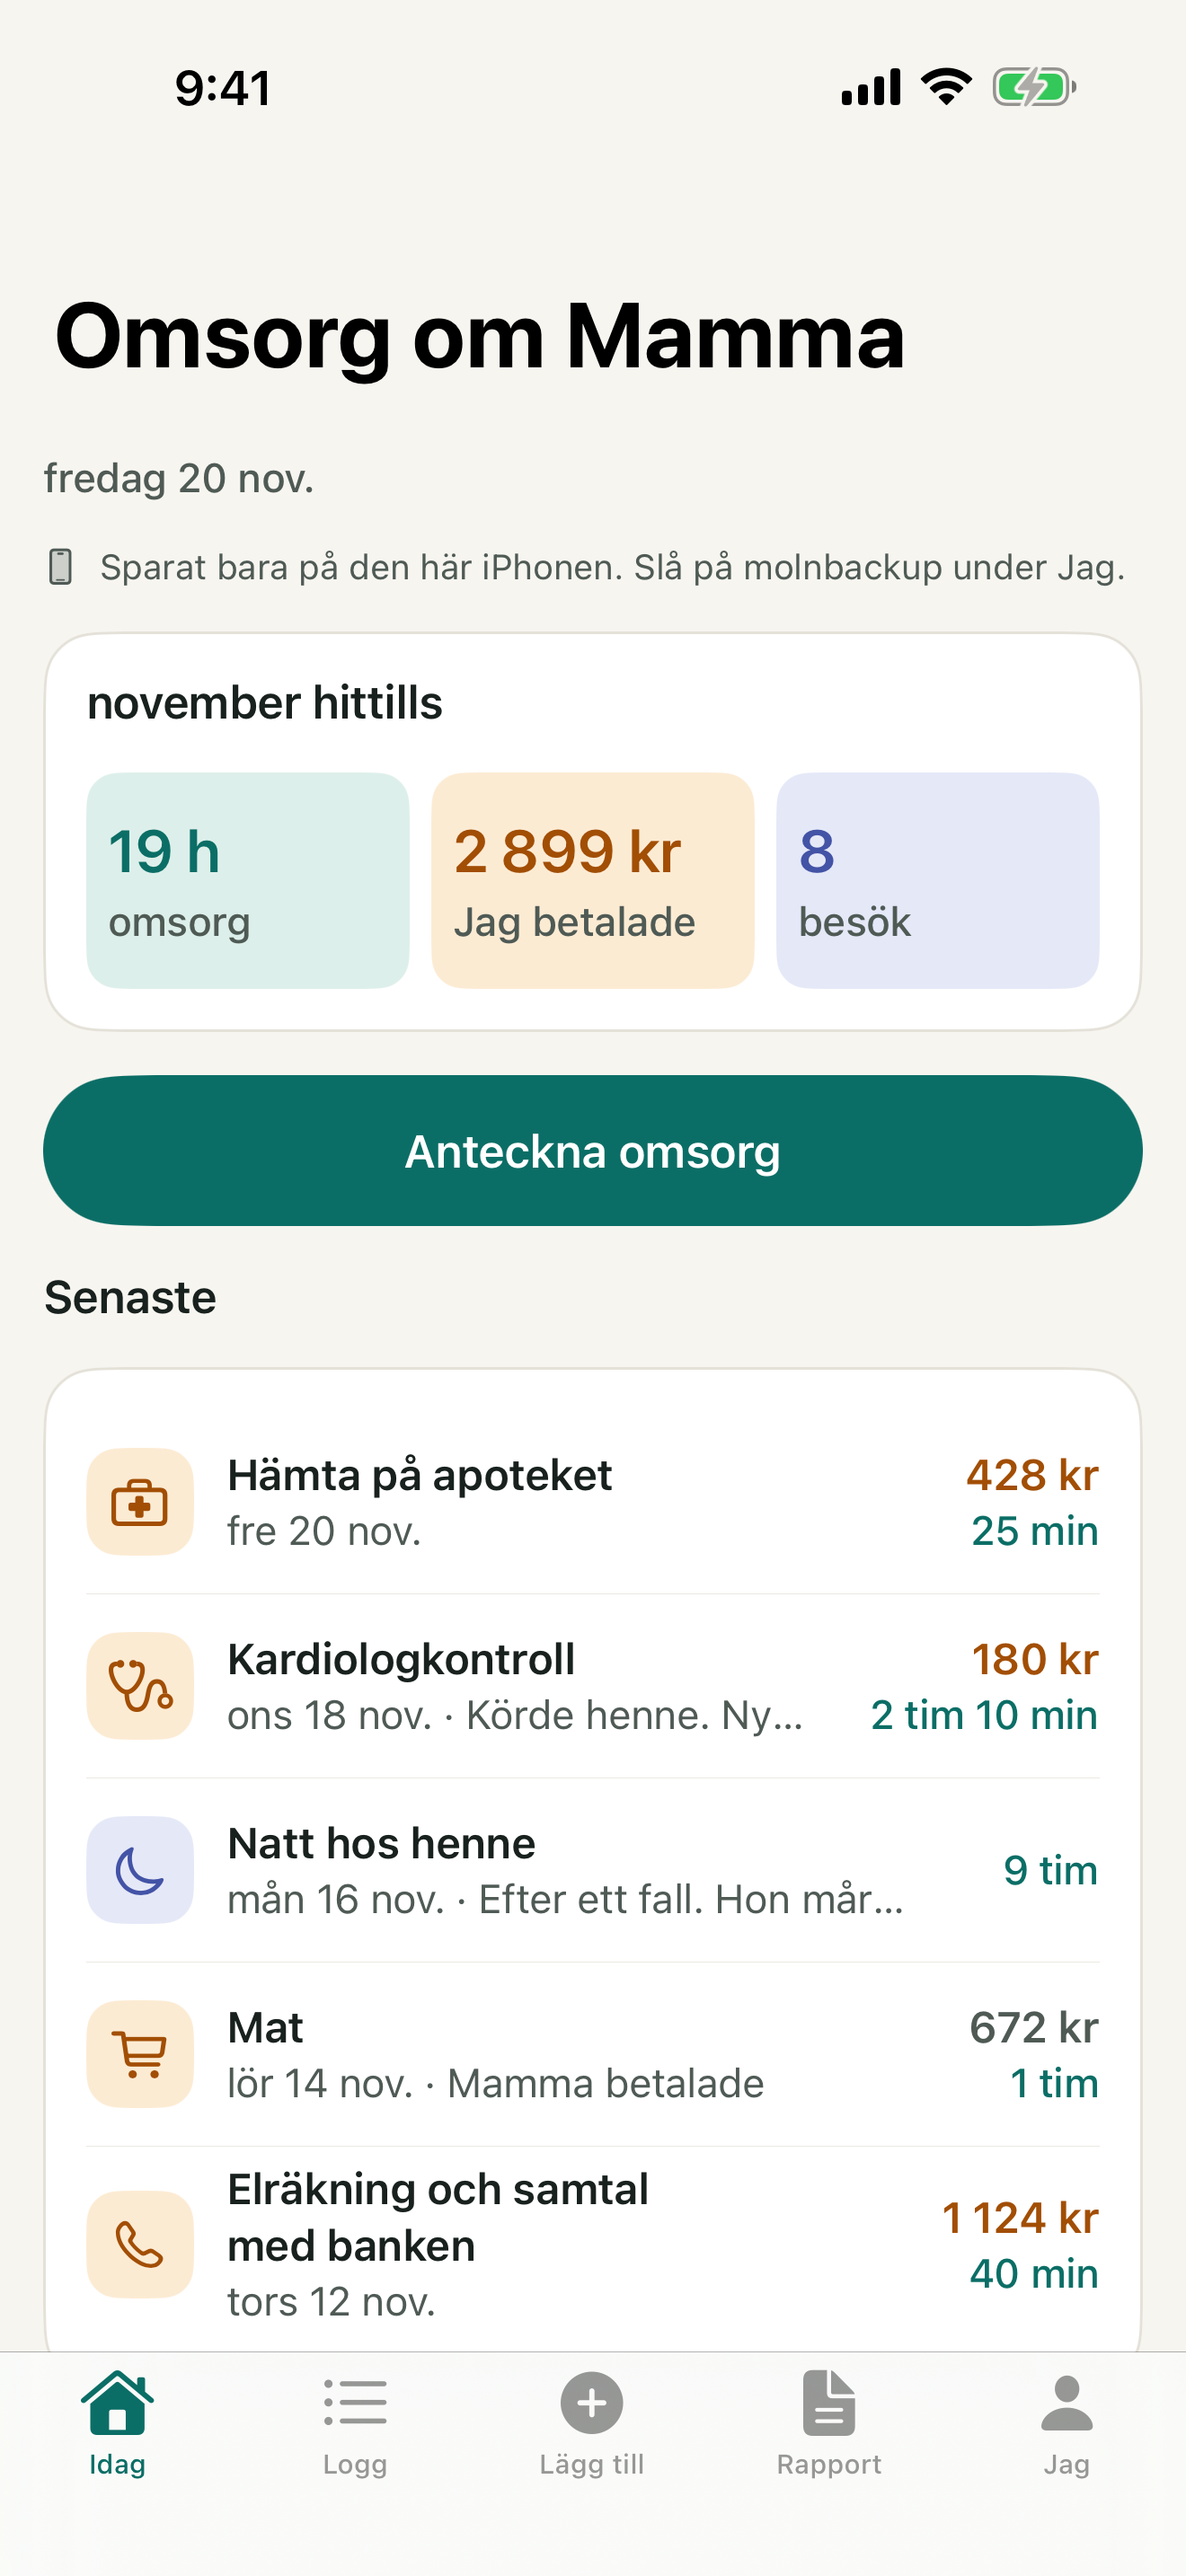 9:41
Omsorg om Mamma
fredag 20 nov.
Sparat bara på den här iPhonen. Slå på molnbackup under Jag.
november hittills
19 h
omsorg
2 899 kr
Jag betalade
8
besök
Anteckna omsorg
Senaste
Hämta på apoteket
fre 20 nov.
428 kr
25 min
Kardiologkontroll
ons 18 nov. · Körde henne. Ny...
180 kr
2 tim 10 min
Natt hos henne
mån 16 nov. · Efter ett fall. Hon mår...
9 tim
Mat
lör 14 nov. · Mamma betalade
672 kr
1 tim
Elräkning och samtal
med banken
tors 12 nov.
1 124 kr
40 min
Idag
Logg
Lägg till
Rapport
Jag